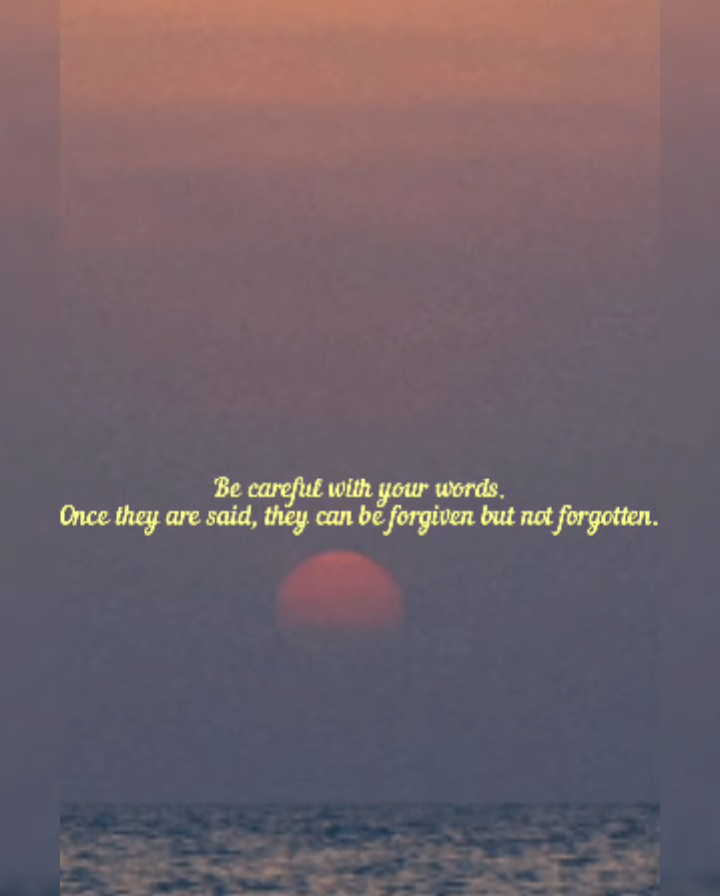 Be careful with your words.
Once they are said, they can be forgiven but not forgotten.